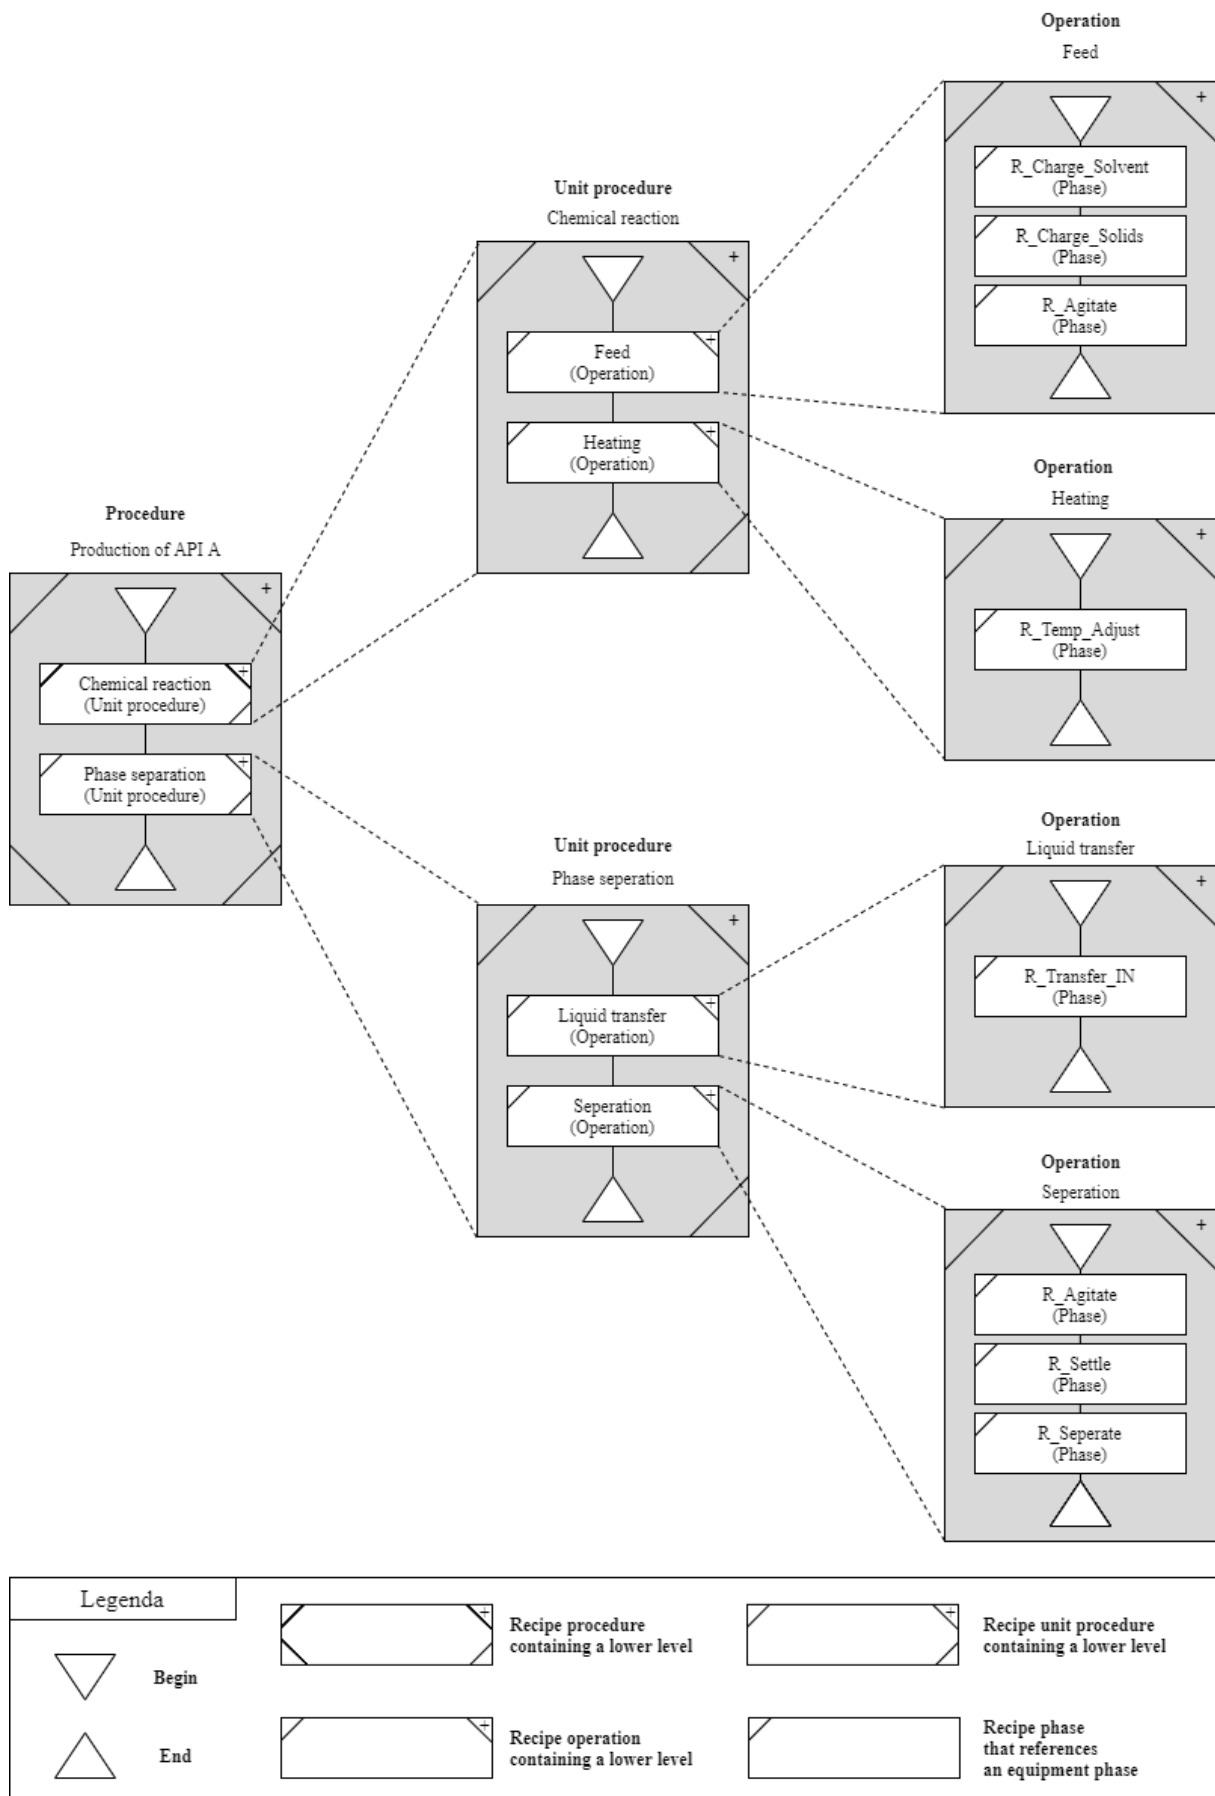 Operation
Feed
+
R_Charge_Solvent
(Phase)
R_Charge_Solids
(Phase)
R_Agitate
(Phase)
Unit procedure
Chemical reaction
+
Feed
(Operation)
+
Heating
(Operation)
+
Operation
Heating
+
R_Temp_Adjust
(Phase)
Procedure
Production of API A
+
Chemical reaction
(Unit procedure)
+
Phase separation
(Unit procedure)
+
Unit procedure
Phase seperation
+
Liquid transfer
(Operation)
+
Seperation
(Operation)
+
Operation
Liquid transfer
+
R_Transfer_IN
(Phase)
Operation
Seperation
+
R_Agitate
(Phase)
R_Settle
(Phase)
R_Seperate
(Phase)
Legenda
Begin
End
+
Recipe procedure
containing a lower level
+
Recipe unit procedure
containing a lower level
+
Recipe operation
containing a lower level
Recipe phase
that references
an equipment phase